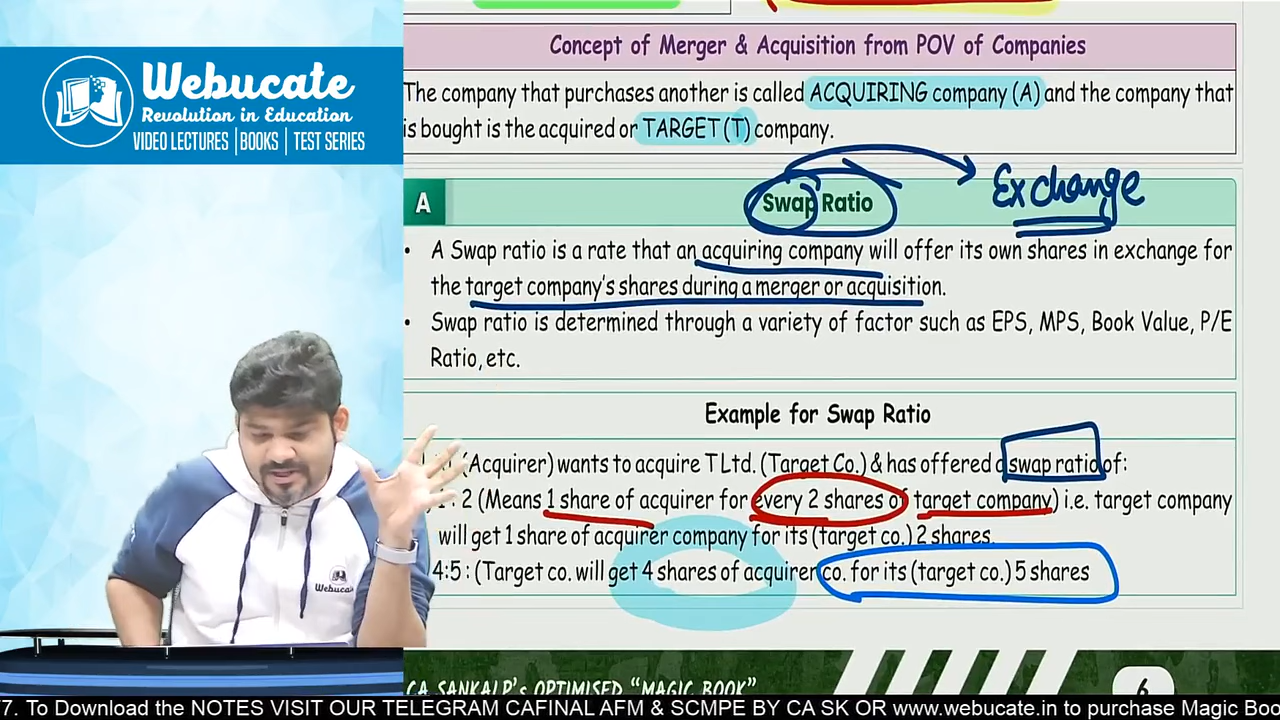 Webucate
Revolution in Education
VIDEO LECTURES | BOOKS | TEST SERIES
Concept of Merger & Acquisition from POV of Companies
The company that purchases another is called ACQUIRING company (A) and the company that
is bought is the acquired or TARGET (T) company.
A
Swap Ratio
Exchange
• A Swap ratio is a rate that an acquiring company will offer its own shares in exchange for
the target company's shares during a merger or acquisition.
• Swap ratio is determined through a variety of factor such as EPS, MPS, Book Value, P/E
Ratio, etc.
Example for Swap Ratio
(Acquirer) wants to acquire T Ltd. (Target Co.) & has offered a swap ratio of:
1 : 2 (Means 1 share of acquirer for every 2 shares of target company) i.e. target company
will get 1 share of acquirer company for its (target co.) 2 shares.
4:5 : (Target co. will get 4 shares of acquirer co. for its (target co.) 5 shares
Webucate
CA SANKALP's OPTIMISED "MAGIC BOOK"
6
7. To Download the NOTES VISIT OUR TELEGRAM CAFINAL AFM & SCMPE BY CA SK OR www.webucate.in to purchase Magic Boo